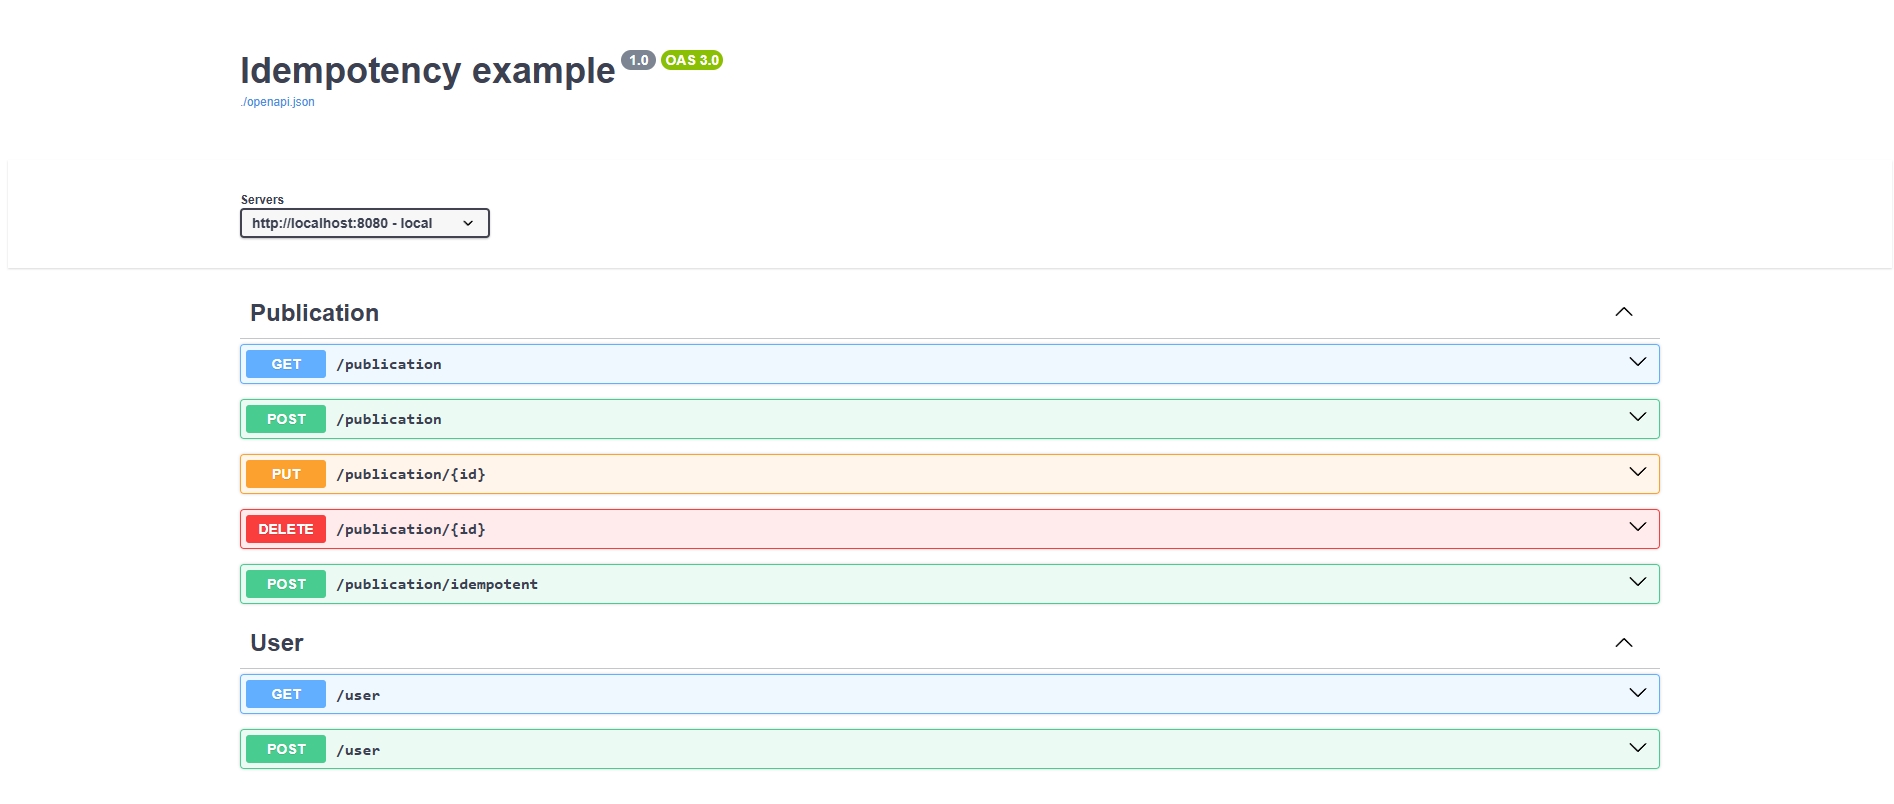 Idempotency example 1.0 OAS 3.0
./openapi.json
Servers
http://localhost:8080 - local
Publication
GET /publication
POST /publication
PUT /publication/{id}
DELETE /publication/{id}
POST /publication/idempotent
User
GET /user
POST /user